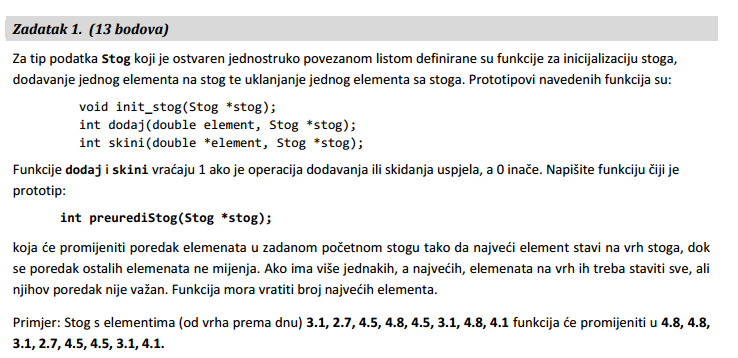 Zadatak 1. (13 bodova)
Za tip podatka Stog koji je ostvaren jednostruko povezanom listom definirane su funkcije za inicijalizaciju stoga,
dodavanje jednog elementa na stog te uklanjanje jednog elementa sa stoga. Prototipovi navedenih funkcija su:
void init_stog(Stog *stog);
int dodaj(double element, Stog *stog);
int skini(double *element, Stog *stog);
Funkcije dodaj i skini vraćaju 1 ako je operacija dodavanja ili skidanja uspjela, a 0 inače. Napišite funkciju čiji je
prototip:
int preurediStog(Stog *stog);
koja će promijeniti poredak elemenata u zadanom početnom stogu tako da najveći element stavi na vrh stoga, dok
se poredak ostalih elemenata ne mijenja. Ako ima više jednakih, a najvećih, elemenata na vrh ih treba staviti sve, ali
njihov poredak nije važan. Funkcija mora vratiti broj najvećih elementa.
Primjer: Stog s elementima (od vrha prema dnu) 3.1, 2.7, 4.5, 4.8, 4.5, 3.1, 4.8, 4.1 funkcija će promijeniti u 4.8, 4.8,
3.1, 2.7, 4.5, 4.5, 3.1, 4.1.